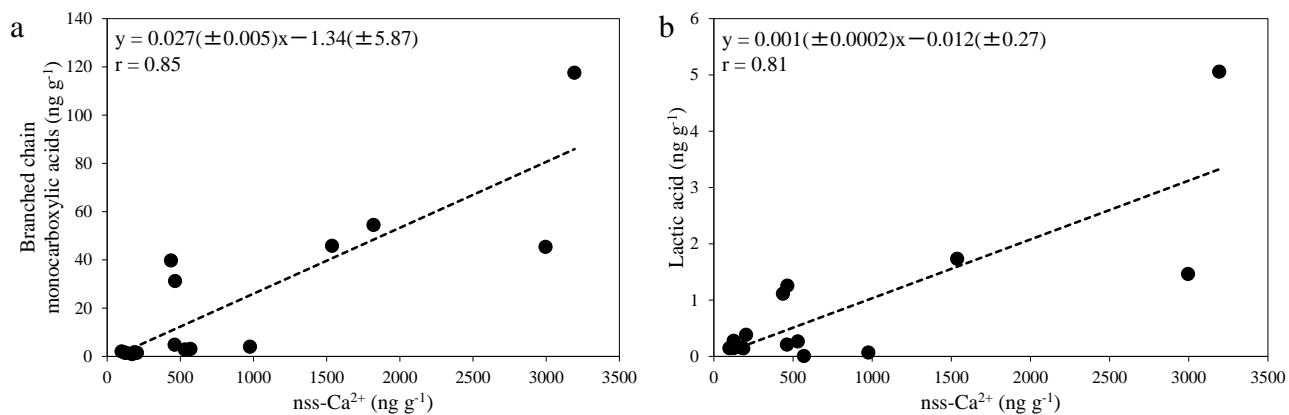 a
y = 0.027(±0.005)x－1.34(±5.87)
r = 0.85
Branched chain
monocarboxylic acids (ng g⁻¹)
140
120
100
80
60
40
20
0
0 500 1000 1500 2000 2500 3000 3500
nss-Ca²⁺ (ng g⁻¹)
b
y = 0.001(±0.0002)x－0.012(±0.27)
r = 0.81
Lactic acid (ng g⁻¹)
6
5
4
3
2
1
0
0 500 1000 1500 2000 2500 3000 3500
nss-Ca²⁺ (ng g⁻¹)